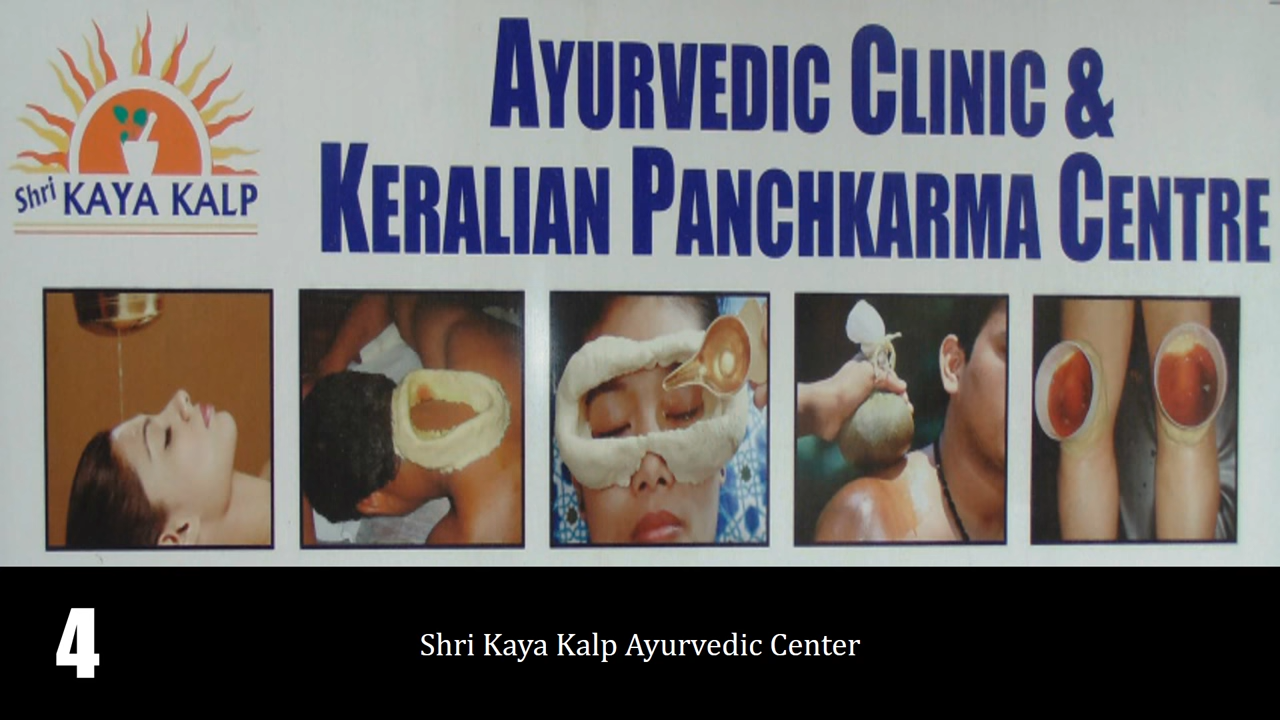 Shri KAYA KALP
AYURVEDIC CLINIC &
KERALIAN PANCHKARMA CENTRE
4
Shri Kaya Kalp Ayurvedic Center